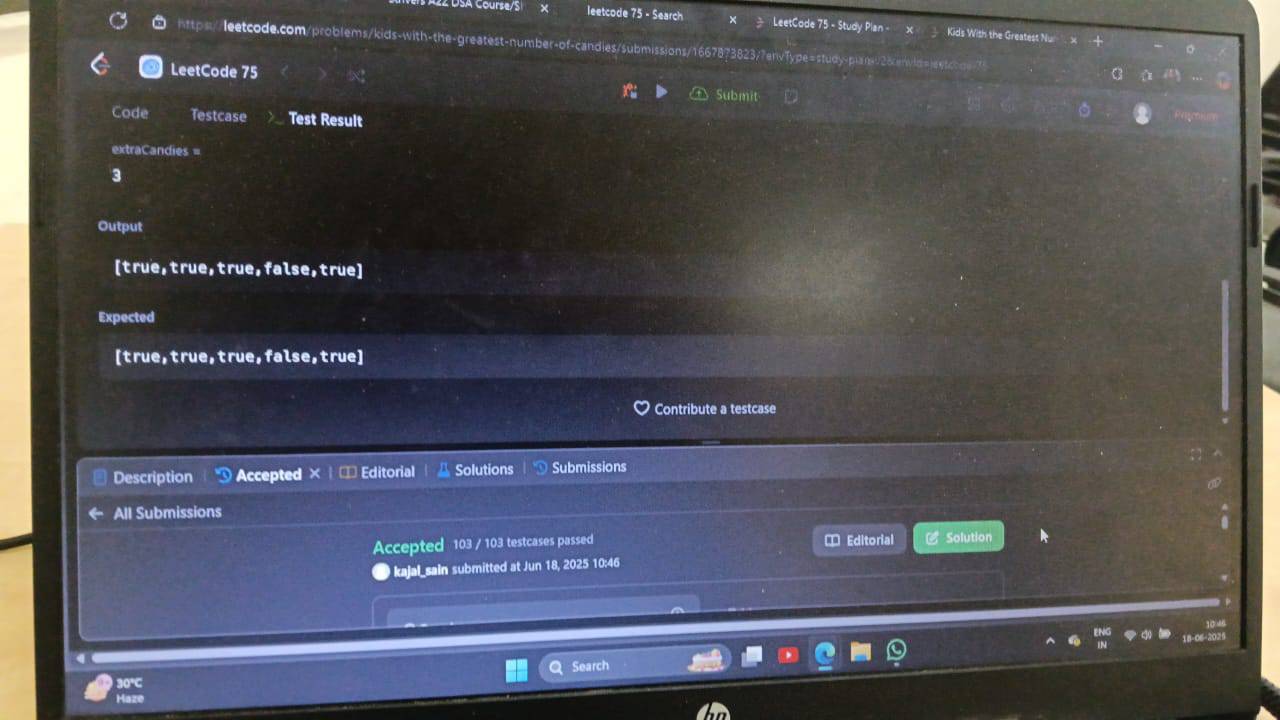 Strivers A2Z DSA Course/S
leetcode 75 - Search
LeetCode 75 - Study Plan -
Kids With the Greatest Nu
https://leetcode.com/problems/kids-with-the-greatest-number-of-candies/submissions/1667873823/?envType=study-plan-v2&envId=leetcode-75
LeetCode 75
Submit
Premium
Code Testcase >_ Test Result
extraCandies =
3
Output
[true,true,true,false,true]
Expected
[true,true,true,false,true]
Contribute a testcase
Description Accepted Editorial Solutions Submissions
All Submissions
Accepted 103 / 103 testcases passed
Editorial Solution
kajal_sain submitted at Jun 18, 2025 10:46
30°C
Haze
Search
ENG
IN
10:46
18-06-2025
hp